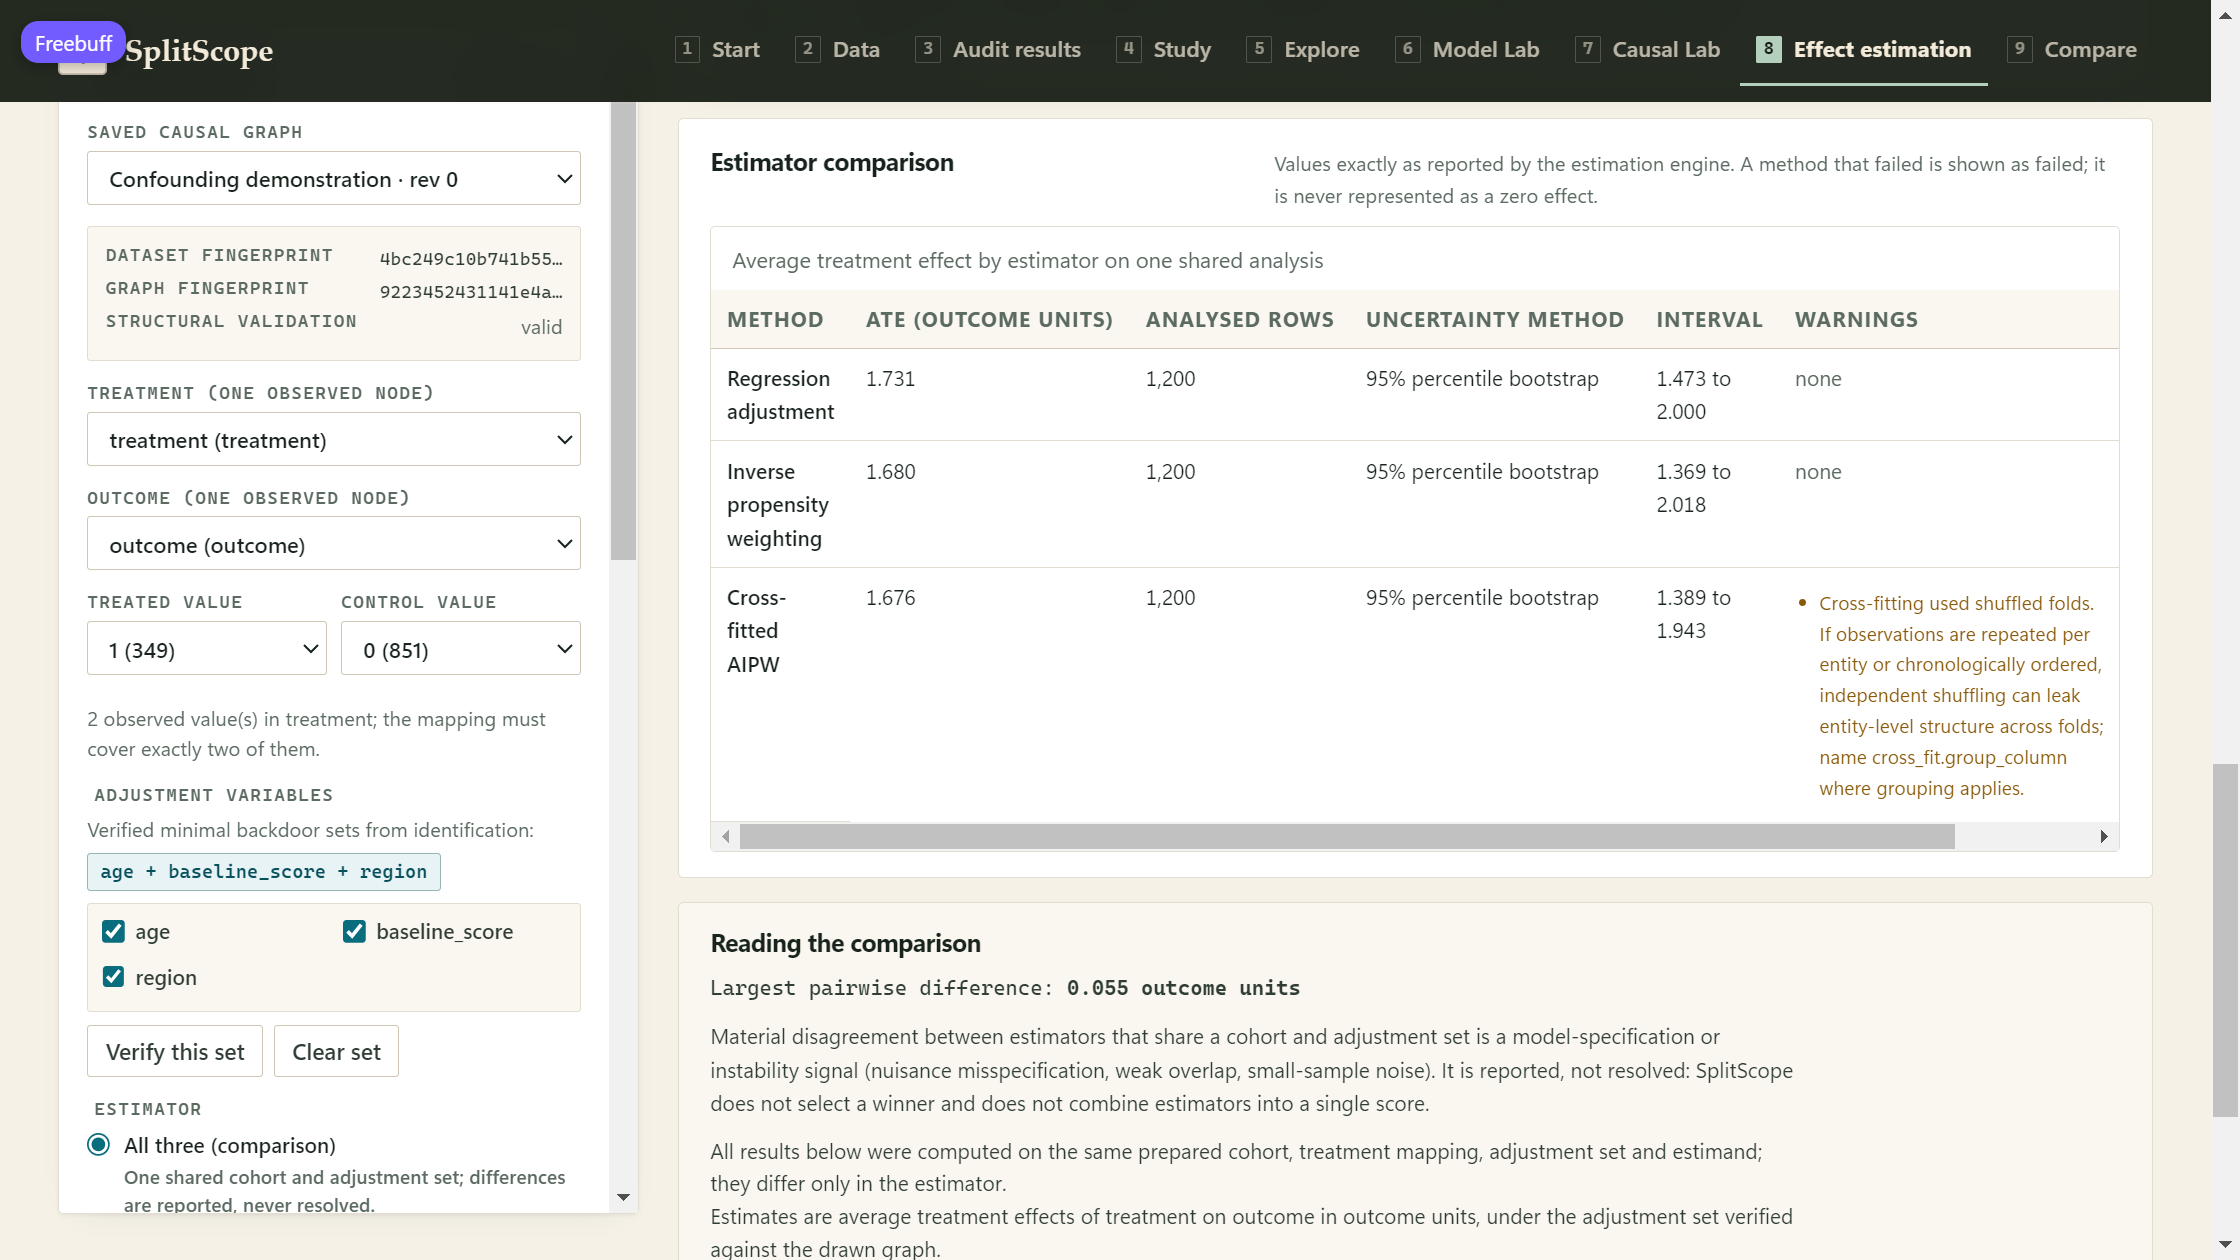 Freebuff
SplitScope
1 Start
2 Data
3 Audit results
4 Study
5 Explore
6 Model Lab
7 Causal Lab
8 Effect estimation
9 Compare
SAVED CAUSAL GRAPH
Confounding demonstration · rev 0
DATASET FINGERPRINT 4bc249c10b741b55…
GRAPH FINGERPRINT 9223452431141e4a…
STRUCTURAL VALIDATION valid
TREATMENT (ONE OBSERVED NODE)
treatment (treatment)
OUTCOME (ONE OBSERVED NODE)
outcome (outcome)
TREATED VALUE CONTROL VALUE
1 (349) 0 (851)
2 observed value(s) in treatment; the mapping must
cover exactly two of them.
ADJUSTMENT VARIABLES
Verified minimal backdoor sets from identification:
age + baseline_score + region
age baseline_score
region
Verify this set Clear set
ESTIMATOR
All three (comparison)
One shared cohort and adjustment set; differences
are reported, never resolved.
Estimator comparison
Values exactly as reported by the estimation engine. A method that failed is shown as failed; it
is never represented as a zero effect.
Average treatment effect by estimator on one shared analysis
METHOD ATE (OUTCOME UNITS) ANALYSED ROWS UNCERTAINTY METHOD INTERVAL WARNINGS
Regression 1.731 1,200 95% percentile bootstrap 1.473 to none
adjustment 2.000
Inverse 1.680 1,200 95% percentile bootstrap 1.369 to none
propensity 2.018
weighting
Cross- 1.676 1,200 95% percentile bootstrap 1.389 to
fitted 1.943
AIPW
• Cross-fitting used shuffled folds.
If observations are repeated per
entity or chronologically ordered,
independent shuffling can leak
entity-level structure across folds;
name cross_fit.group_column
where grouping applies.
Reading the comparison
Largest pairwise difference: 0.055 outcome units
Material disagreement between estimators that share a cohort and adjustment set is a model-specification or
instability signal (nuisance misspecification, weak overlap, small-sample noise). It is reported, not resolved: SplitScope
does not select a winner and does not combine estimators into a single score.
All results below were computed on the same prepared cohort, treatment mapping, adjustment set and estimand;
they differ only in the estimator.
Estimates are average treatment effects of treatment on outcome in outcome units, under the adjustment set verified
against the drawn graph.